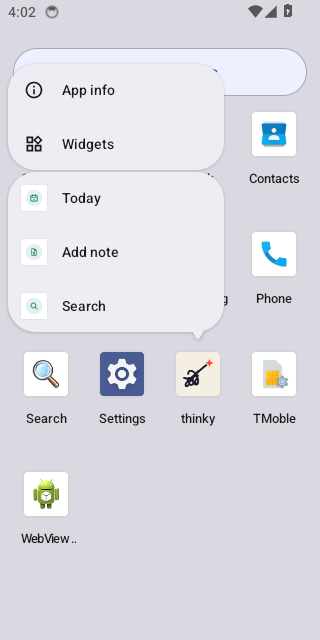 4:02
App info
Widgets
Today
Add note
Search
Contacts
Phone
Search
Settings
thinky
TMoble
WebView ..